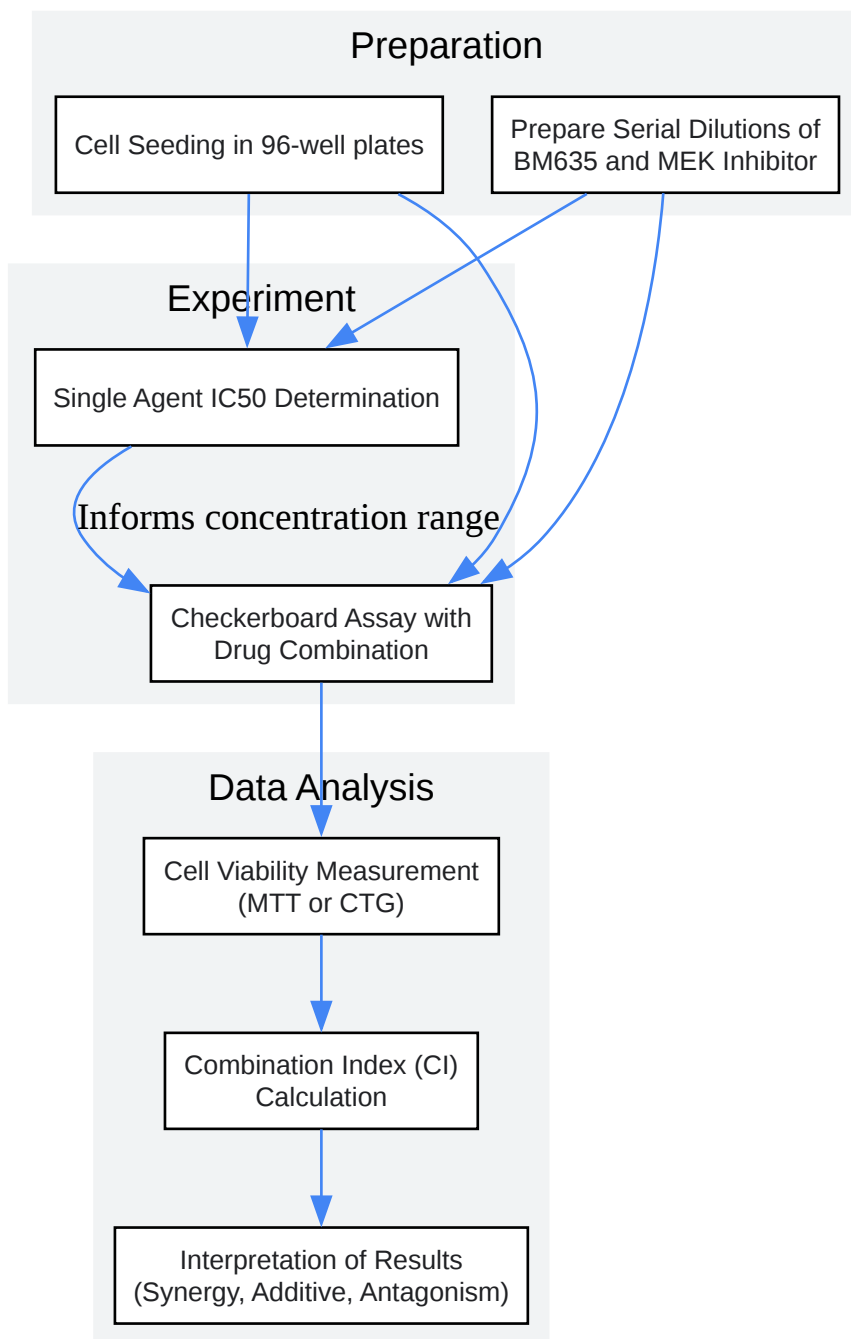 Preparation
Cell Seeding in 96-well plates
Prepare Serial Dilutions of
BM635 and MEK Inhibitor
Experiment
Single Agent IC50 Determination
Informs concentration range
Checkerboard Assay with
Drug Combination
Data Analysis
Cell Viability Measurement
(MTT or CTG)
Combination Index (CI)
Calculation
Interpretation of Results
(Synergy, Additive, Antagonism)